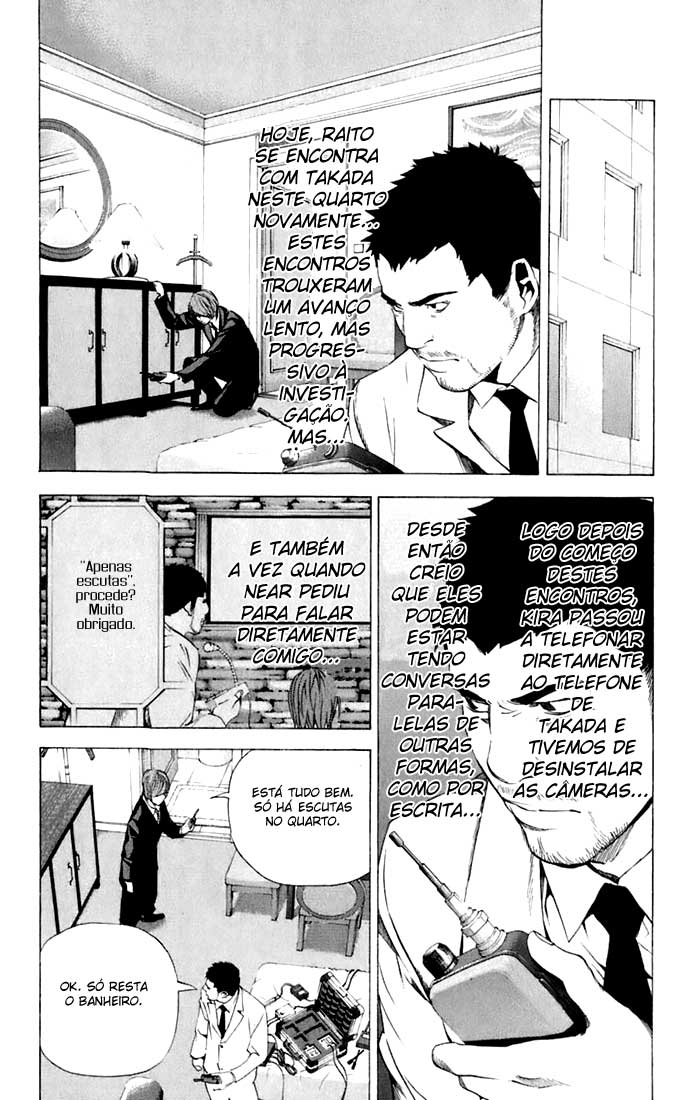 HOJE, RAITO
SE ENCONTRA
COM TAKADA
NESTE QUARTO
NOVAMENTE...
ESTES
ENCONTROS
TROUXERAM
UM AVANÇO
LENTO, MAS
PROGRES-
SIVO À
INVESTI-
GAÇÃO,
MAS...
LOGO DEPOIS
DO COMEÇO
DESTES
ENCONTROS,
KIRA PASSOU
A TELEFONAR
DIRETAMENTE
AO TELEFONE
DE
TAKADA E
TIVEMOS DE
DESINSTALAR
AS CÂMERAS...
DESDE
ENTÃO
CREIO
QUE ELES
PODEM
ESTAR
TENDO
CONVERSAS
PARA-
LELAS DE
OUTRAS
FORMAS,
COMO POR
ESCRITA...
E TAMBÉM
A VEZ QUANDO
NEAR PEDIU
PARA FALAR
DIRETAMENTE
COMIGO...
"Apenas
escutas",
procede?
Muito
obrigado.
ESTÁ TUDO BEM.
SÓ HÁ ESCUTAS
NO QUARTO.
OK. SÓ RESTA
O BANHEIRO.